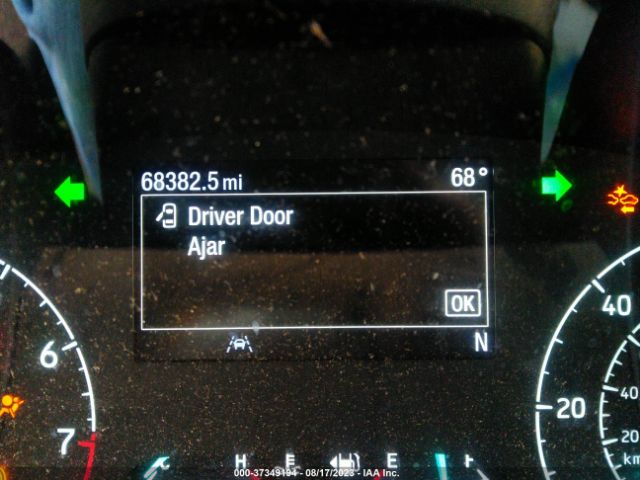 68382.5 mi 68°
Driver Door
Ajar
OK
N
6
7
40
20
40
20
km
H E E F
000-37349194 - 08/17/2023 - IAA Inc.